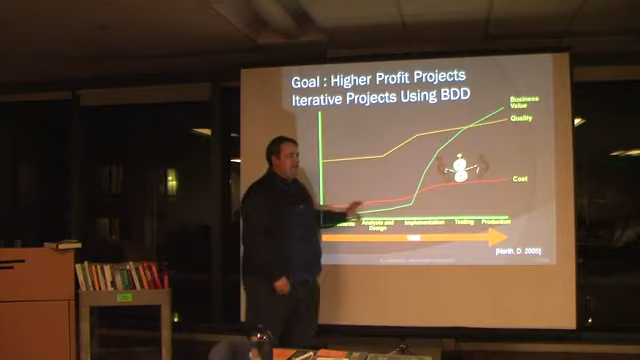 Goal : Higher Profit Projects
Iterative Projects Using BDD
Business
Value
Quality
Cost
Analysis and
Design
Implementation
Testing
Production
[North, D. 2005]